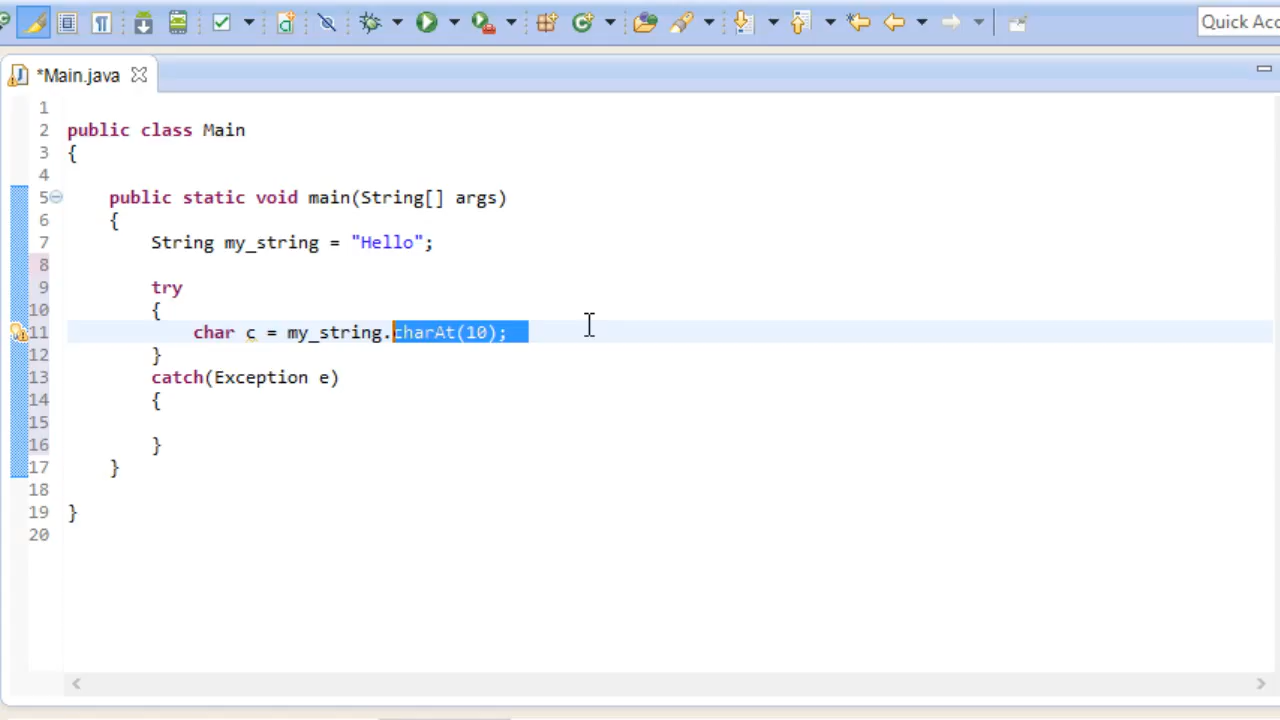 Quick Acc
*Main.java
1
2 public class Main
3 {
4
5 public static void main(String[] args)
6 {
7 String my_string = "Hello";
8
9 try
10 {
11 char c = my_string.charAt(10);
12 }
13 catch(Exception e)
14 {
15
16 }
17 }
18
19 }
20